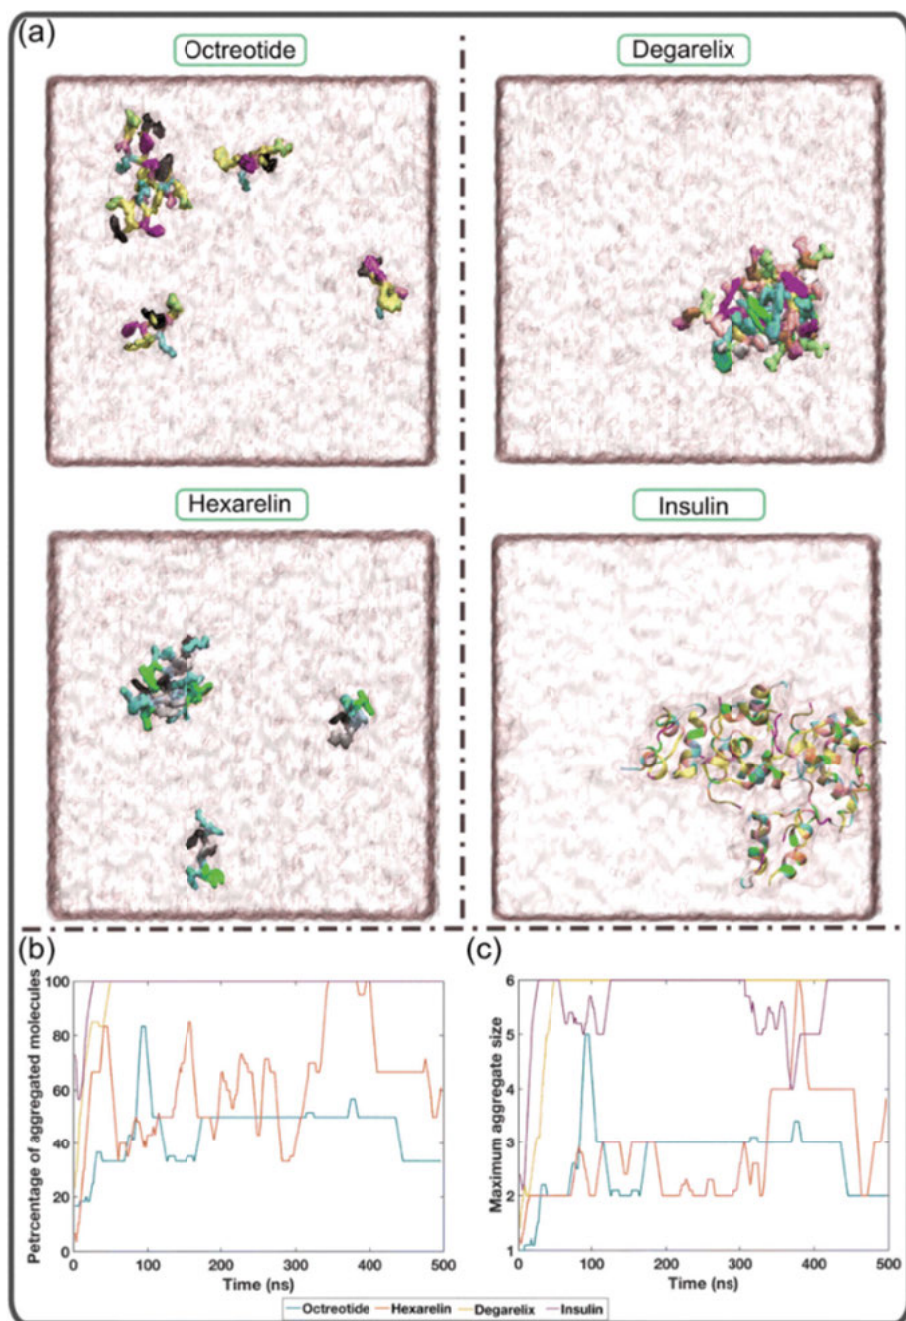 (a)
Octreotide
Degarelix
Hexarelin
Insulin
(b)
Petrcentage of aggregated molecules
100
80
60
40
20
0
0 100 200 300 400 500
Time (ns)
(c)
Maximum aggregate size
6
5
4
3
2
1
0 100 200 300 400 500
Time (ns)
Octreotide Hexarelin Degarelix Insulin